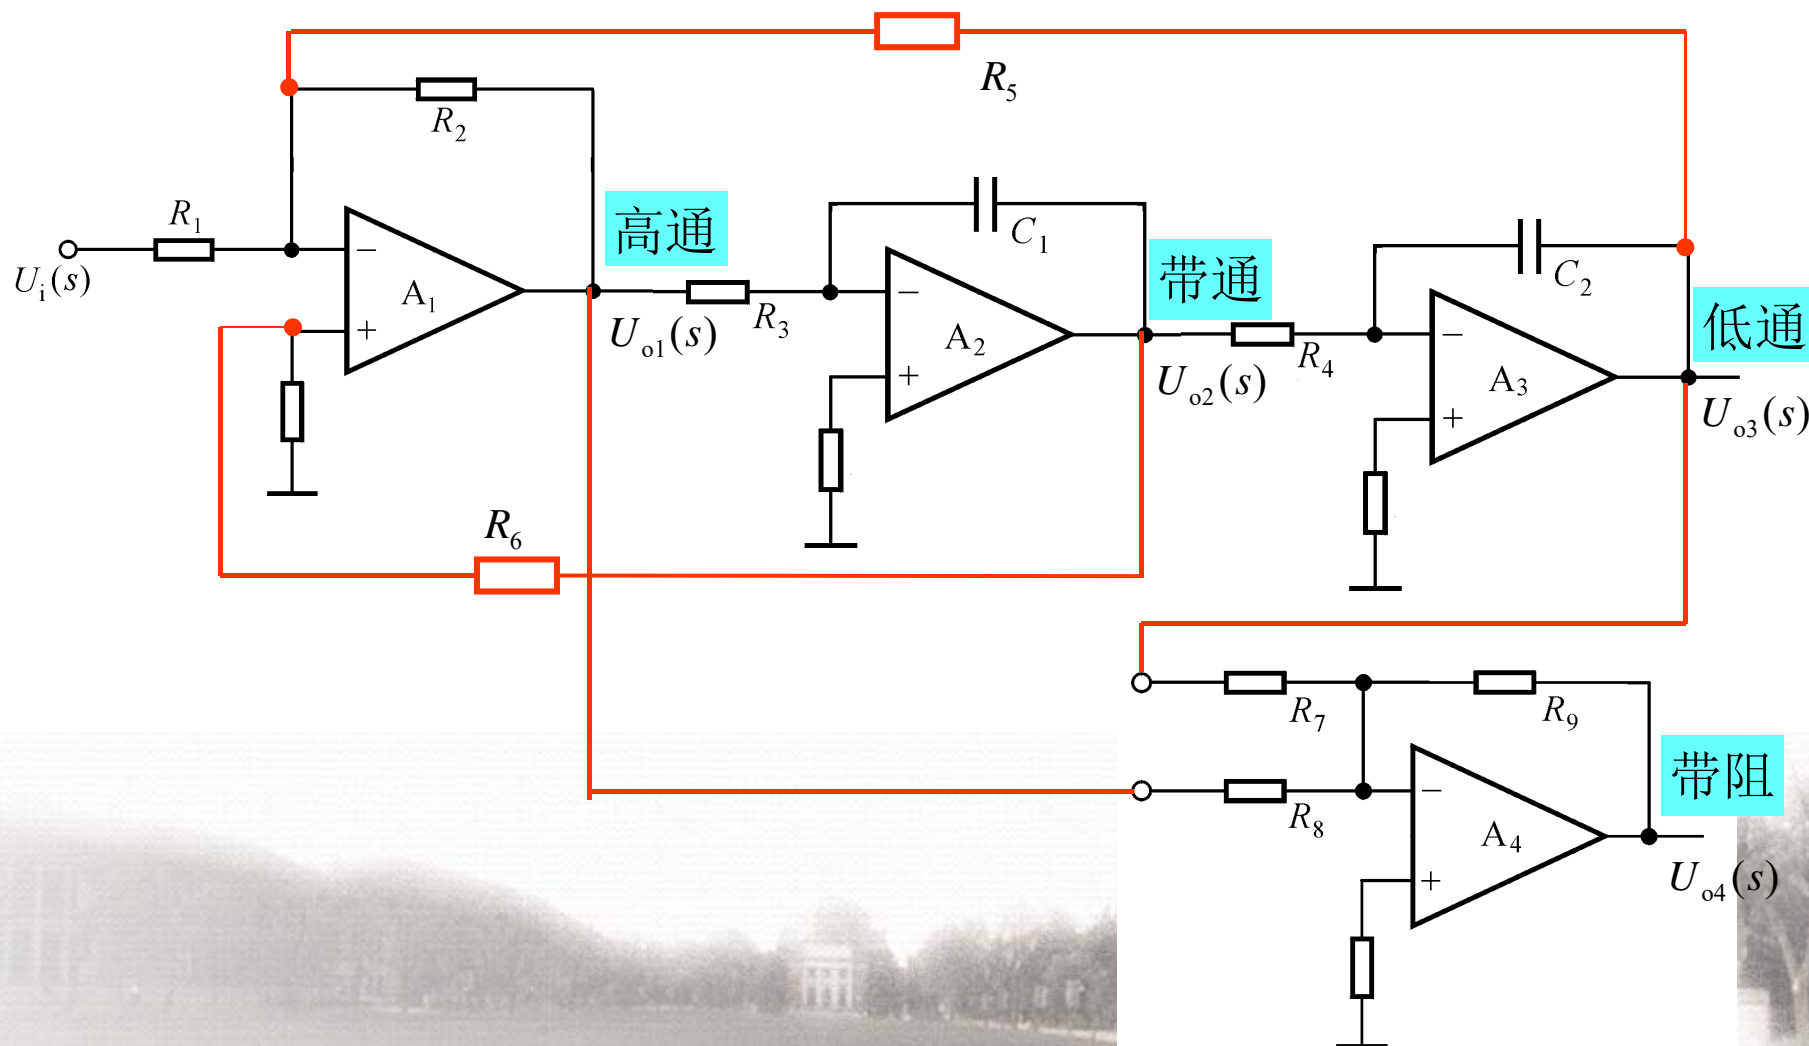 R5
R2
R1
高通
C1
Ui(s)
−
A1
+
带通
C2
−
R3
Uo1(s)
A2
−
R4
低通
+
Uo2(s)
A3
+
Uo3(s)
R6
R7
R9
−
带阻
R8
A4
+
Uo4(s)